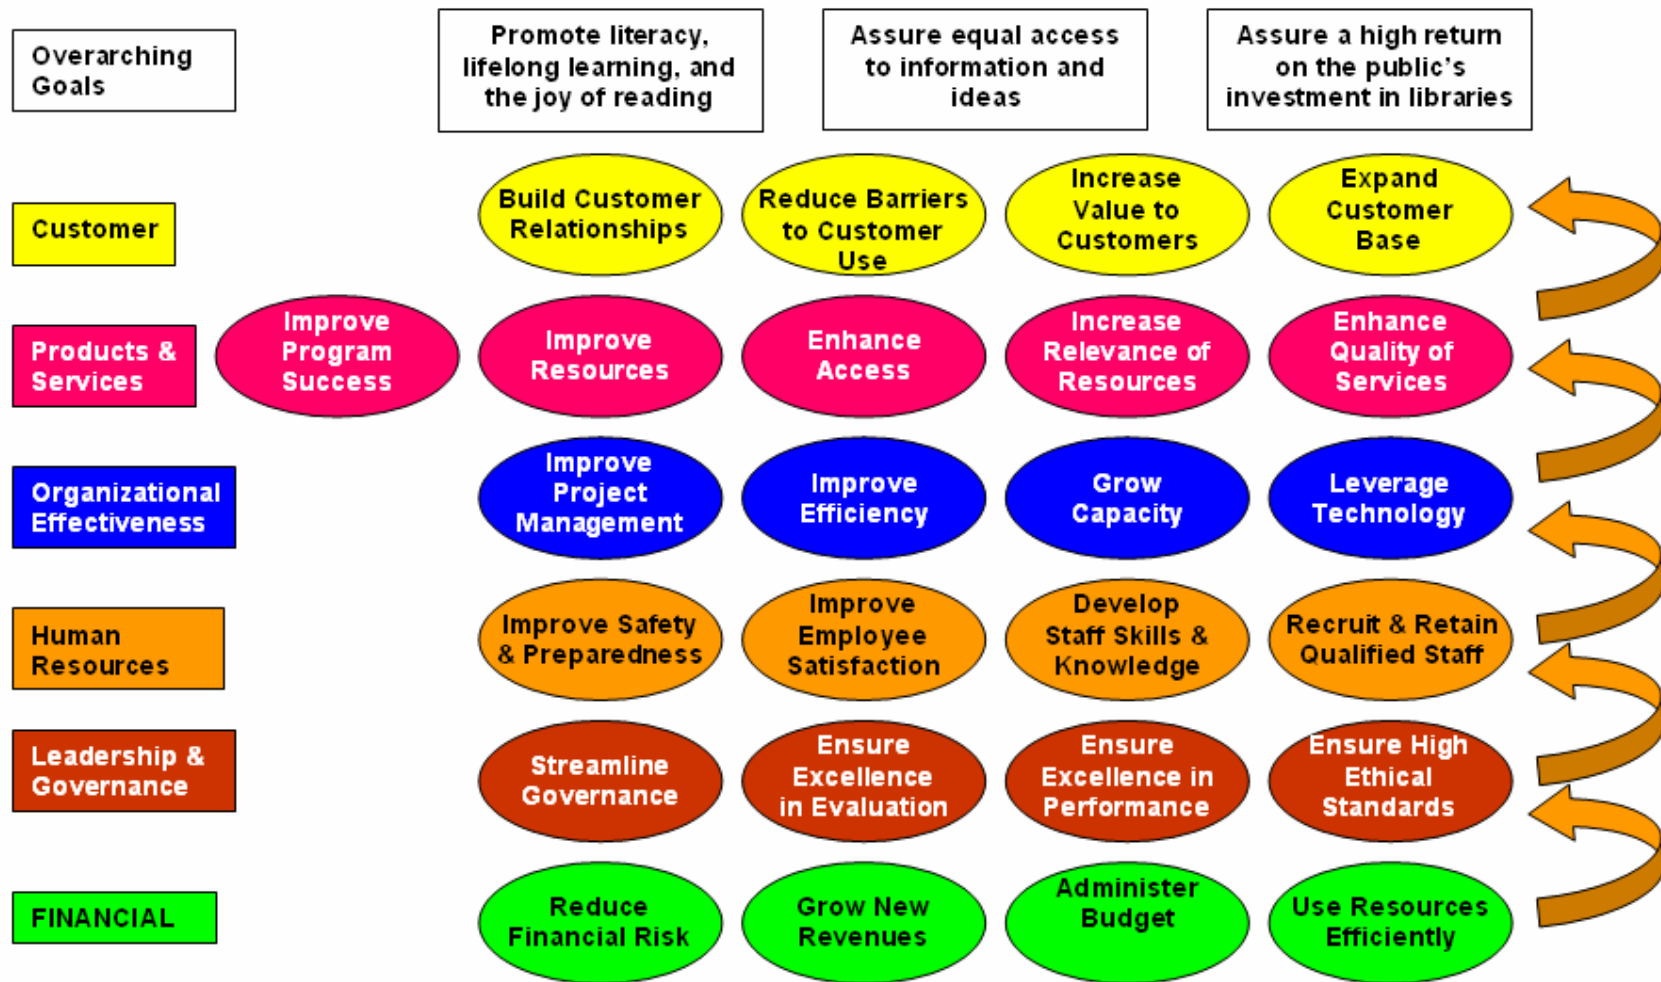 Overarching
Goals
Promote literacy,
lifelong learning, and
the joy of reading
Assure equal access
to information and
ideas
Assure a high return
on the public's
investment in libraries
Customer
Build Customer
Relationships
Reduce Barriers
to Customer
Use
Increase
Value to
Customers
Expand
Customer
Base
Products &
Services
Improve
Program
Success
Improve
Resources
Enhance
Access
Increase
Relevance of
Resources
Enhance
Quality of
Services
Organizational
Effectiveness
Improve
Project
Management
Improve
Efficiency
Grow
Capacity
Leverage
Technology
Human
Resources
Improve Safety
& Preparedness
Improve
Employee
Satisfaction
Develop
Staff Skills &
Knowledge
Recruit & Retain
Qualified Staff
Leadership &
Governance
Streamline
Governance
Ensure
Excellence
in Evaluation
Ensure
Excellence in
Performance
Ensure High
Ethical
Standards
FINANCIAL
Reduce
Financial Risk
Grow New
Revenues
Administer
Budget
Use Resources
Efficiently